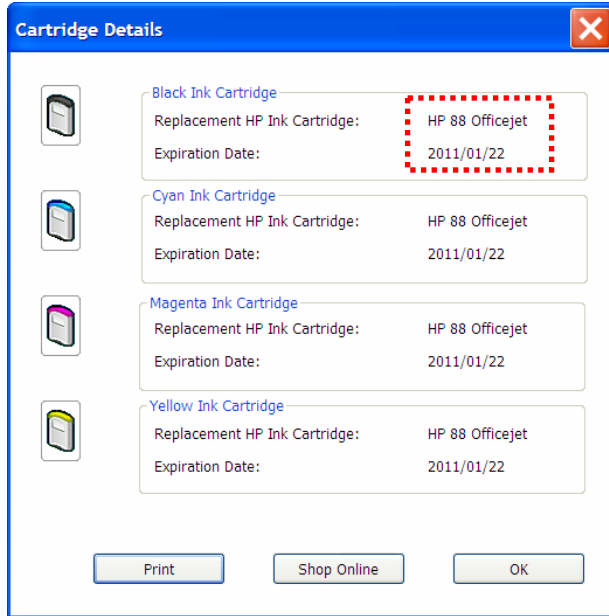 Cartridge Details
Black Ink Cartridge
Replacement HP Ink Cartridge: HP 88 Officejet
Expiration Date: 2011/01/22
Cyan Ink Cartridge
Replacement HP Ink Cartridge: HP 88 Officejet
Expiration Date: 2011/01/22
Magenta Ink Cartridge
Replacement HP Ink Cartridge: HP 88 Officejet
Expiration Date: 2011/01/22
Yellow Ink Cartridge
Replacement HP Ink Cartridge: HP 88 Officejet
Expiration Date: 2011/01/22
Print Shop Online OK